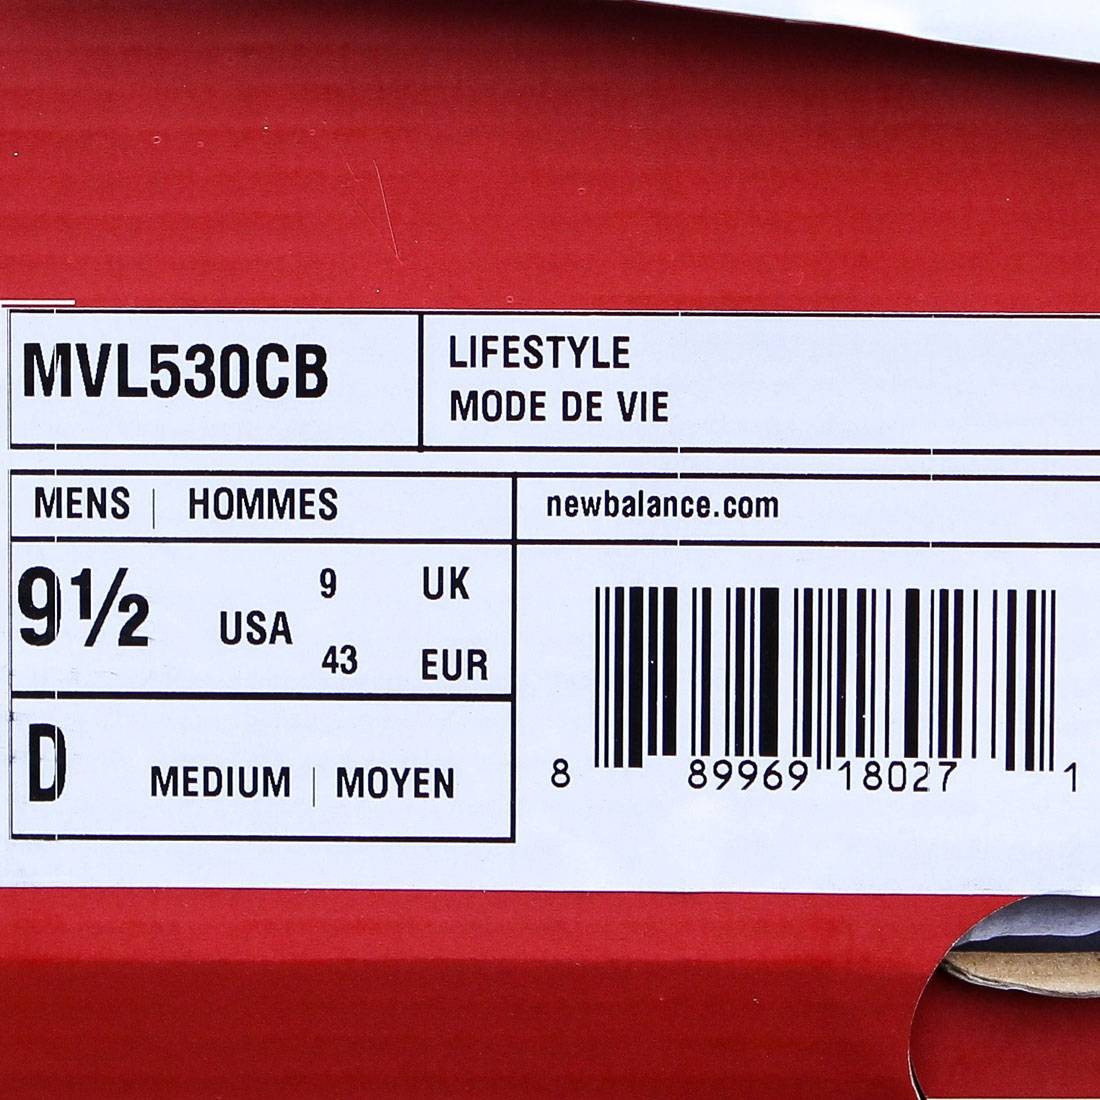 MVL530CB
LIFESTYLE
MODE DE VIE
MENS | HOMMES
newbalance.com
9½ USA
9 UK
43 EUR
D MEDIUM | MOYEN
8 89969 18027 1